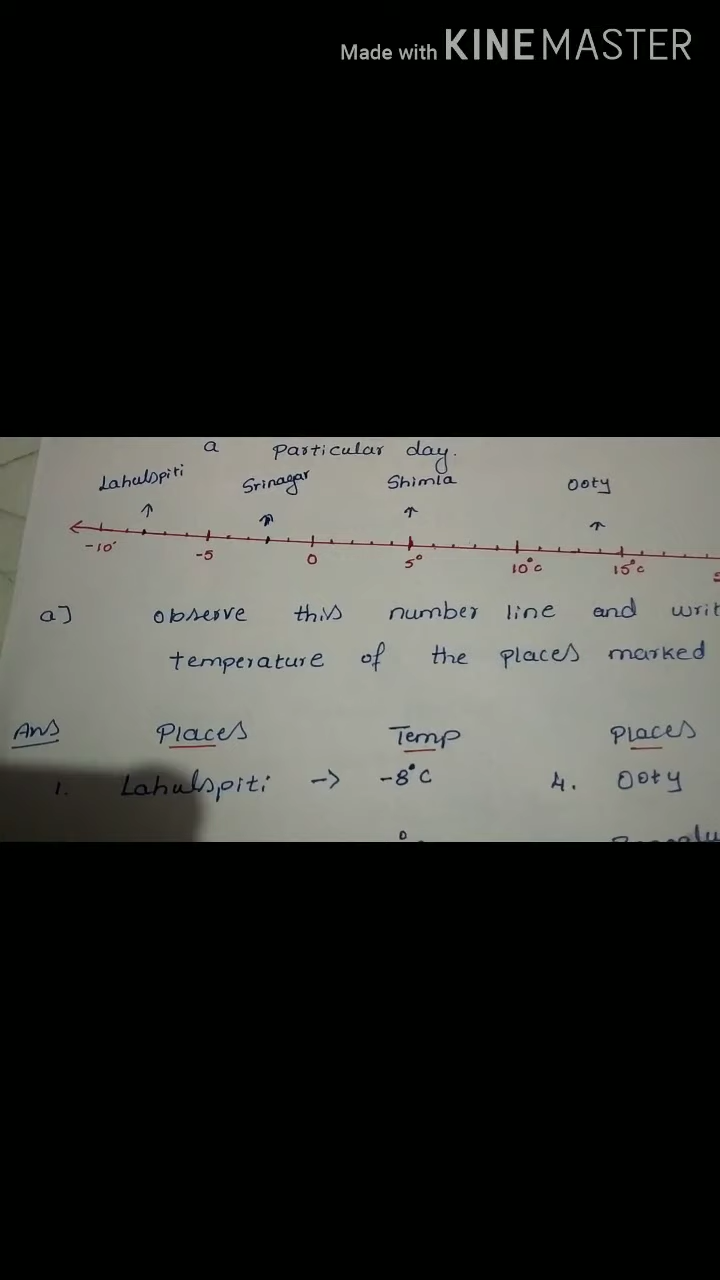 Made with KINEMASTER
a particular day.
Lahulspiti Srinagar Shimla Ooty
-10° -5 0 5° 10°c 15°c
a] observe this number line and writ
temperature of the places marked
Ans Places Temp Places
1. Lahulspiti -> -8°C 4. Ooty